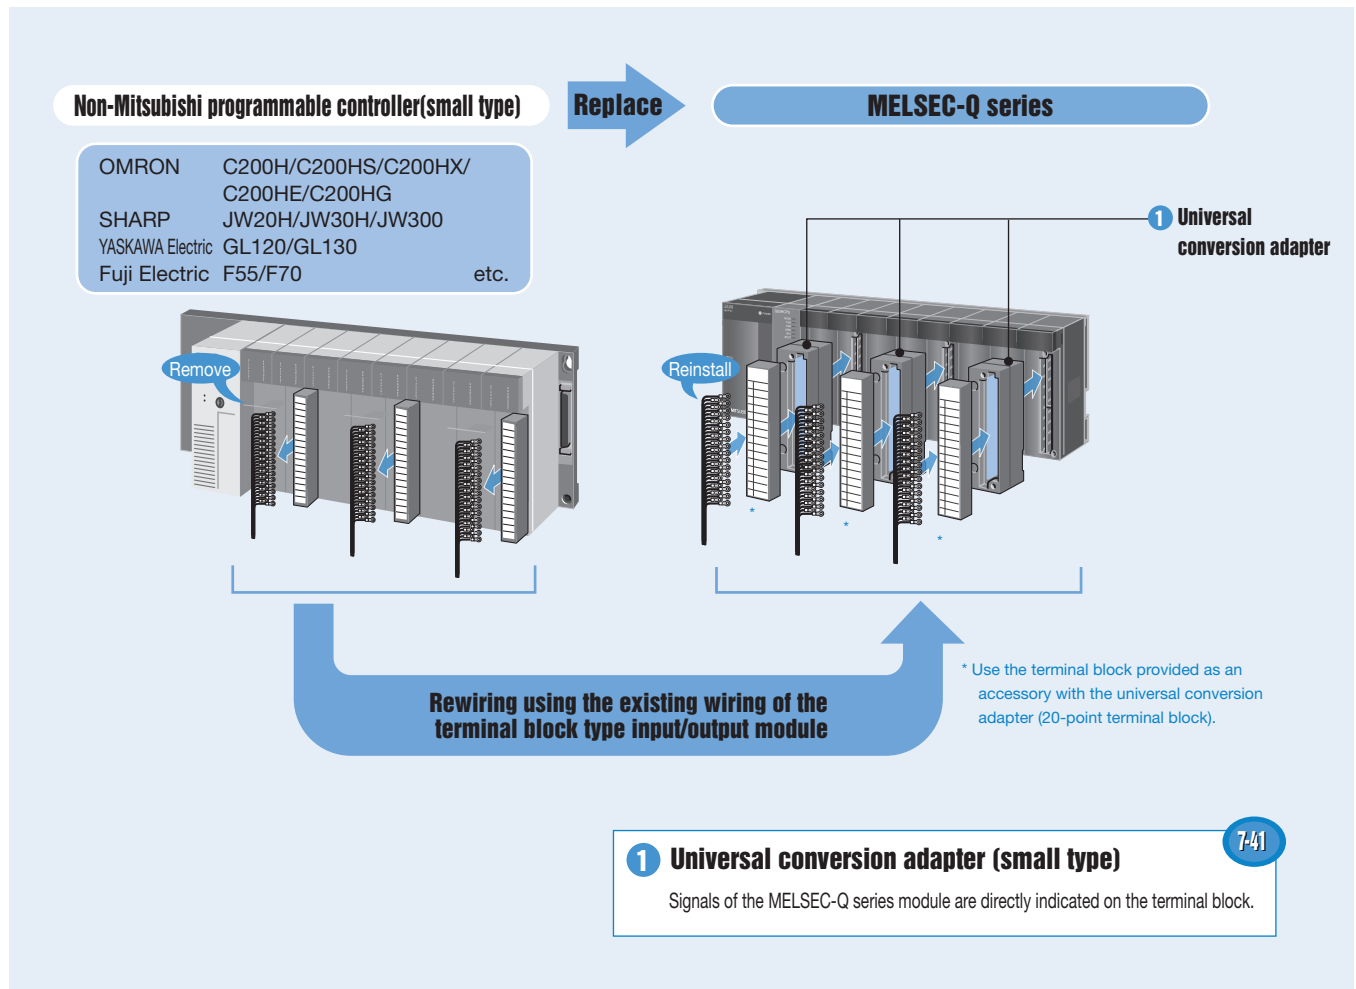 Non-Mitsubishi programmable controller(small type)
Replace
MELSEC-Q series
OMRON C200H/C200HS/C200HX/
C200HE/C200HG
SHARP JW20H/JW30H/JW300
YASKAWA Electric GL120/GL130
Fuji Electric F55/F70 etc.
1 Universal
conversion adapter
Remove
Reinstall
*
*
*
Rewiring using the existing wiring of the
terminal block type input/output module
* Use the terminal block provided as an
accessory with the universal conversion
adapter (20-point terminal block).
7-41
1 Universal conversion adapter (small type)
Signals of the MELSEC-Q series module are directly indicated on the terminal block.